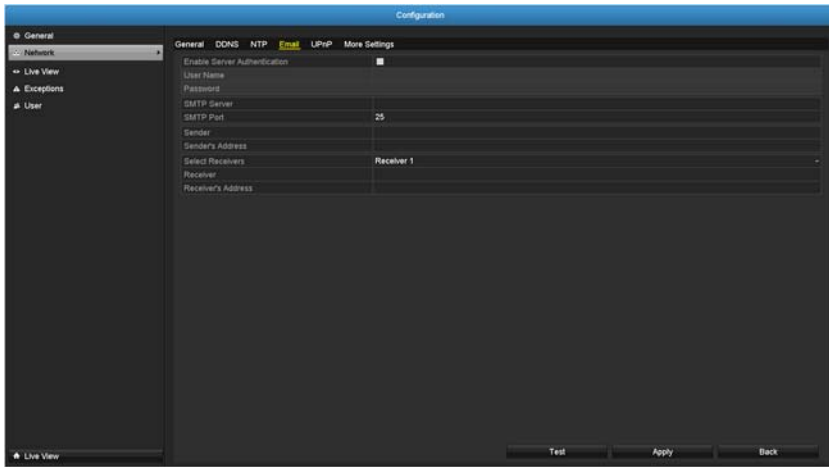 Configuration
General
Network
Live View
Exceptions
User
General DDNS NTP Email UPnP More Settings
Enable Server Authentication
User Name
Password
SMTP Server
SMTP Port 25
Sender
Sender's Address
Select Receivers Receiver 1
Receiver
Receiver's Address
Live View
Test Apply Back